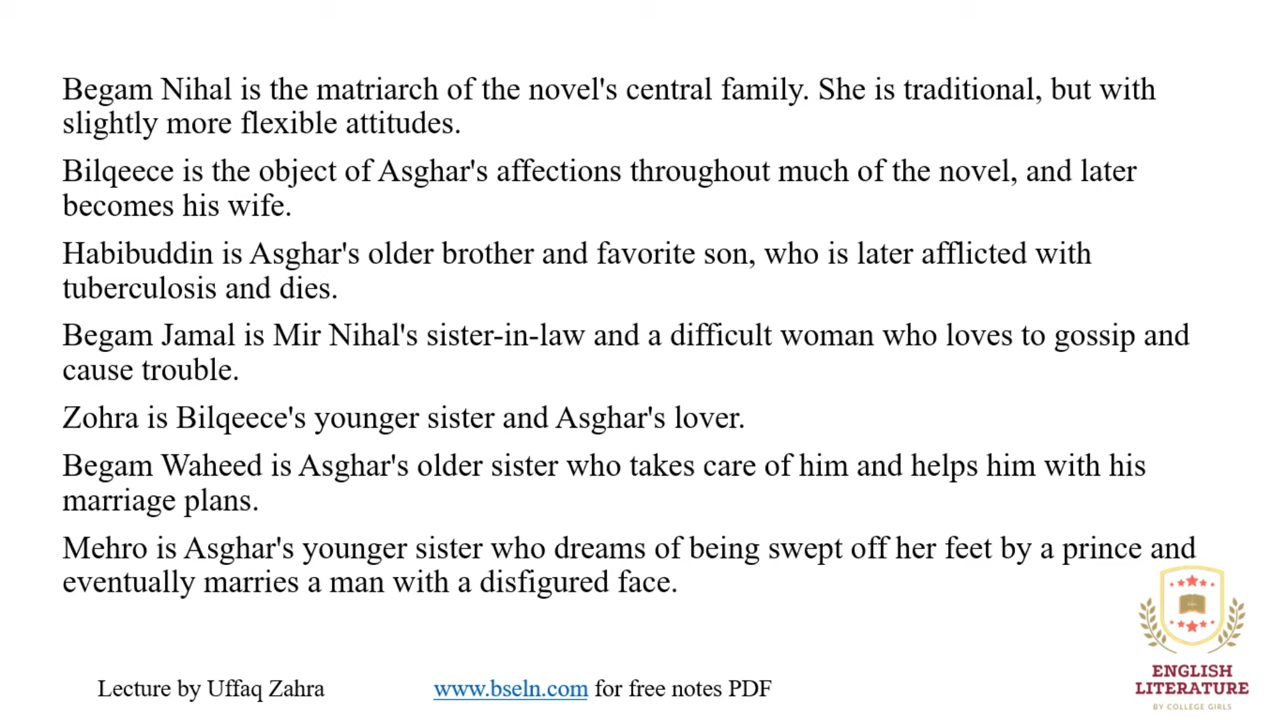 Begam Nihal is the matriarch of the novel's central family. She is traditional, but with
slightly more flexible attitudes.
Bilqeece is the object of Asghar's affections throughout much of the novel, and later
becomes his wife.
Habibuddin is Asghar's older brother and favorite son, who is later afflicted with
tuberculosis and dies.
Begam Jamal is Mir Nihal's sister-in-law and a difficult woman who loves to gossip and
cause trouble.
Zohra is Bilqeece's younger sister and Asghar's lover.
Begam Waheed is Asghar's older sister who takes care of him and helps him with his
marriage plans.
Mehro is Asghar's younger sister who dreams of being swept off her feet by a prince and
eventually marries a man with a disfigured face.
Lecture by Uffaq Zahra
www.bseln.com for free notes PDF
ENGLISH
LITERATURE
BY COLLEGE GIRLS